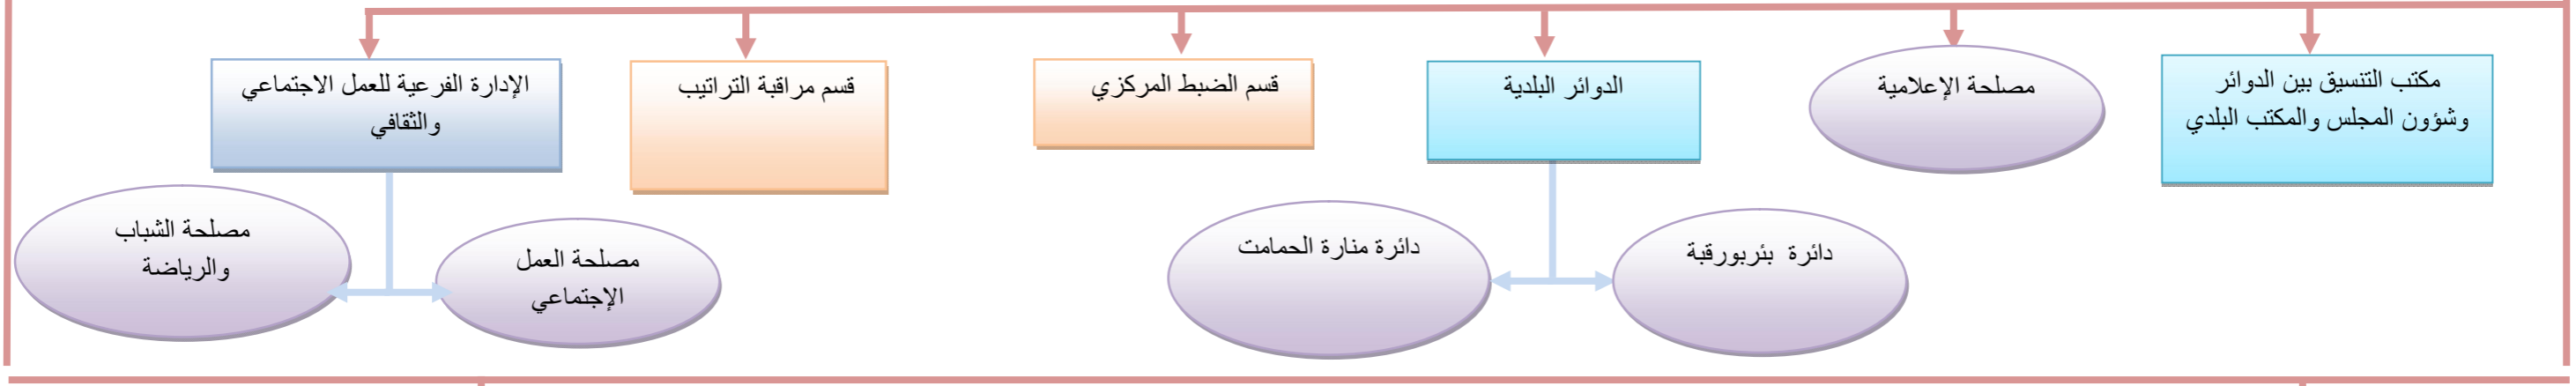 مكتب التنسيق بين الدوائر
وشؤون المجلس والمكتب البلدي
مصلحة الإعلامية
الدوائر البلدية
قسم الضبط المركزي
قسم مراقبة التراتيب
الإدارة الفرعية للعمل الاجتماعي
والثقافي
دائرة بئربورقبة
دائرة منارة الحمامت
مصلحة العمل
الإجتماعي
مصلحة الشباب
والرياضة